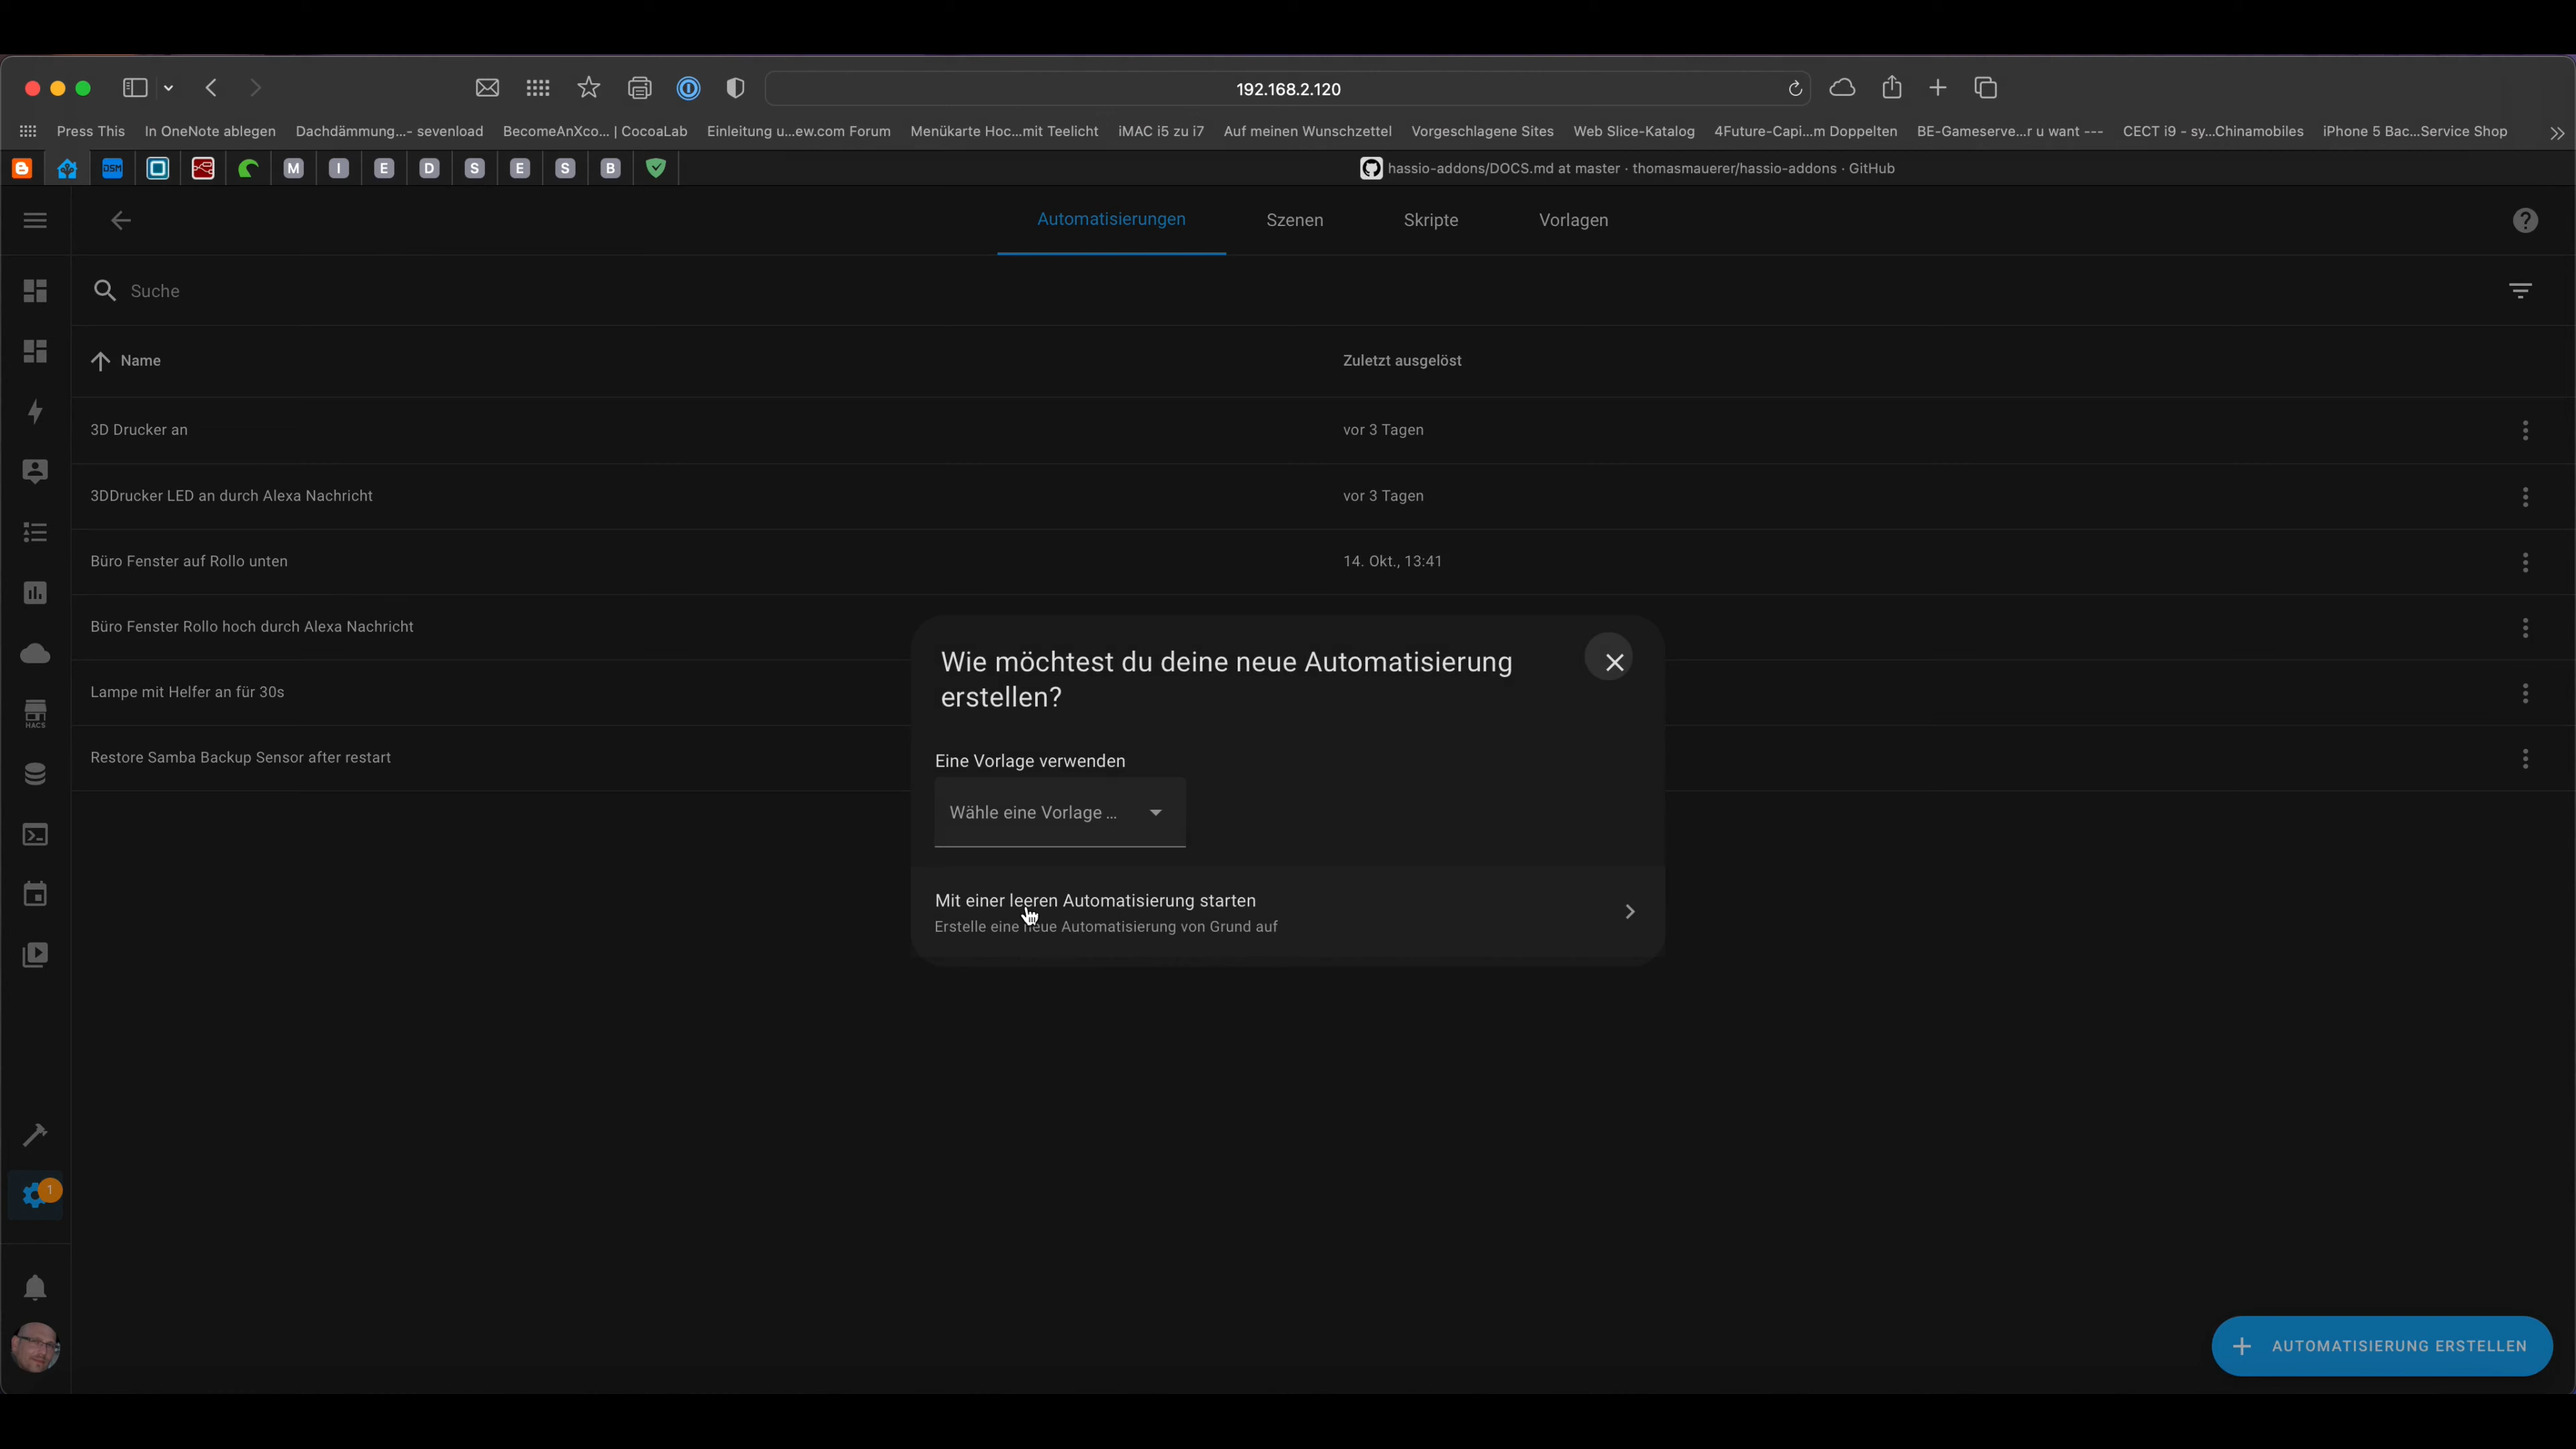 192.168.2.120
Press This
In OneNote ablegen
Dachdämmung...- sevenload
BecomeAnXco... | CocoaLab
Einleitung u...ew.com Forum
Menükarte Hoc...mit Teelicht
iMAC i5 zu i7
Auf meinen Wunschzettel
Vorgeschlagene Sites
Web Slice-Katalog
4Future-Capi...m Doppelten
BE-Gameserve...r u want ---
CECT i9 - sy...Chinamobiles
iPhone 5 Bac...Service Shop
DSM
M
I
E
D
S
E
S
B
hassio-addons/DOCS.md at master · thomasmauerer/hassio-addons · GitHub
Automatisierungen
Szenen
Skripte
Vorlagen
Suche
Name
Zuletzt ausgelöst
3D Drucker an
vor 3 Tagen
3DDrucker LED an durch Alexa Nachricht
vor 3 Tagen
Büro Fenster auf Rollo unten
14. Okt., 13:41
Büro Fenster Rollo hoch durch Alexa Nachricht
Lampe mit Helfer an für 30s
Restore Samba Backup Sensor after restart
HACS
1
Wie möchtest du deine neue Automatisierung
erstellen?
Eine Vorlage verwenden
Wähle eine Vorlage ...
Mit einer leeren Automatisierung starten
Erstelle eine neue Automatisierung von Grund auf
AUTOMATISIERUNG ERSTELLEN